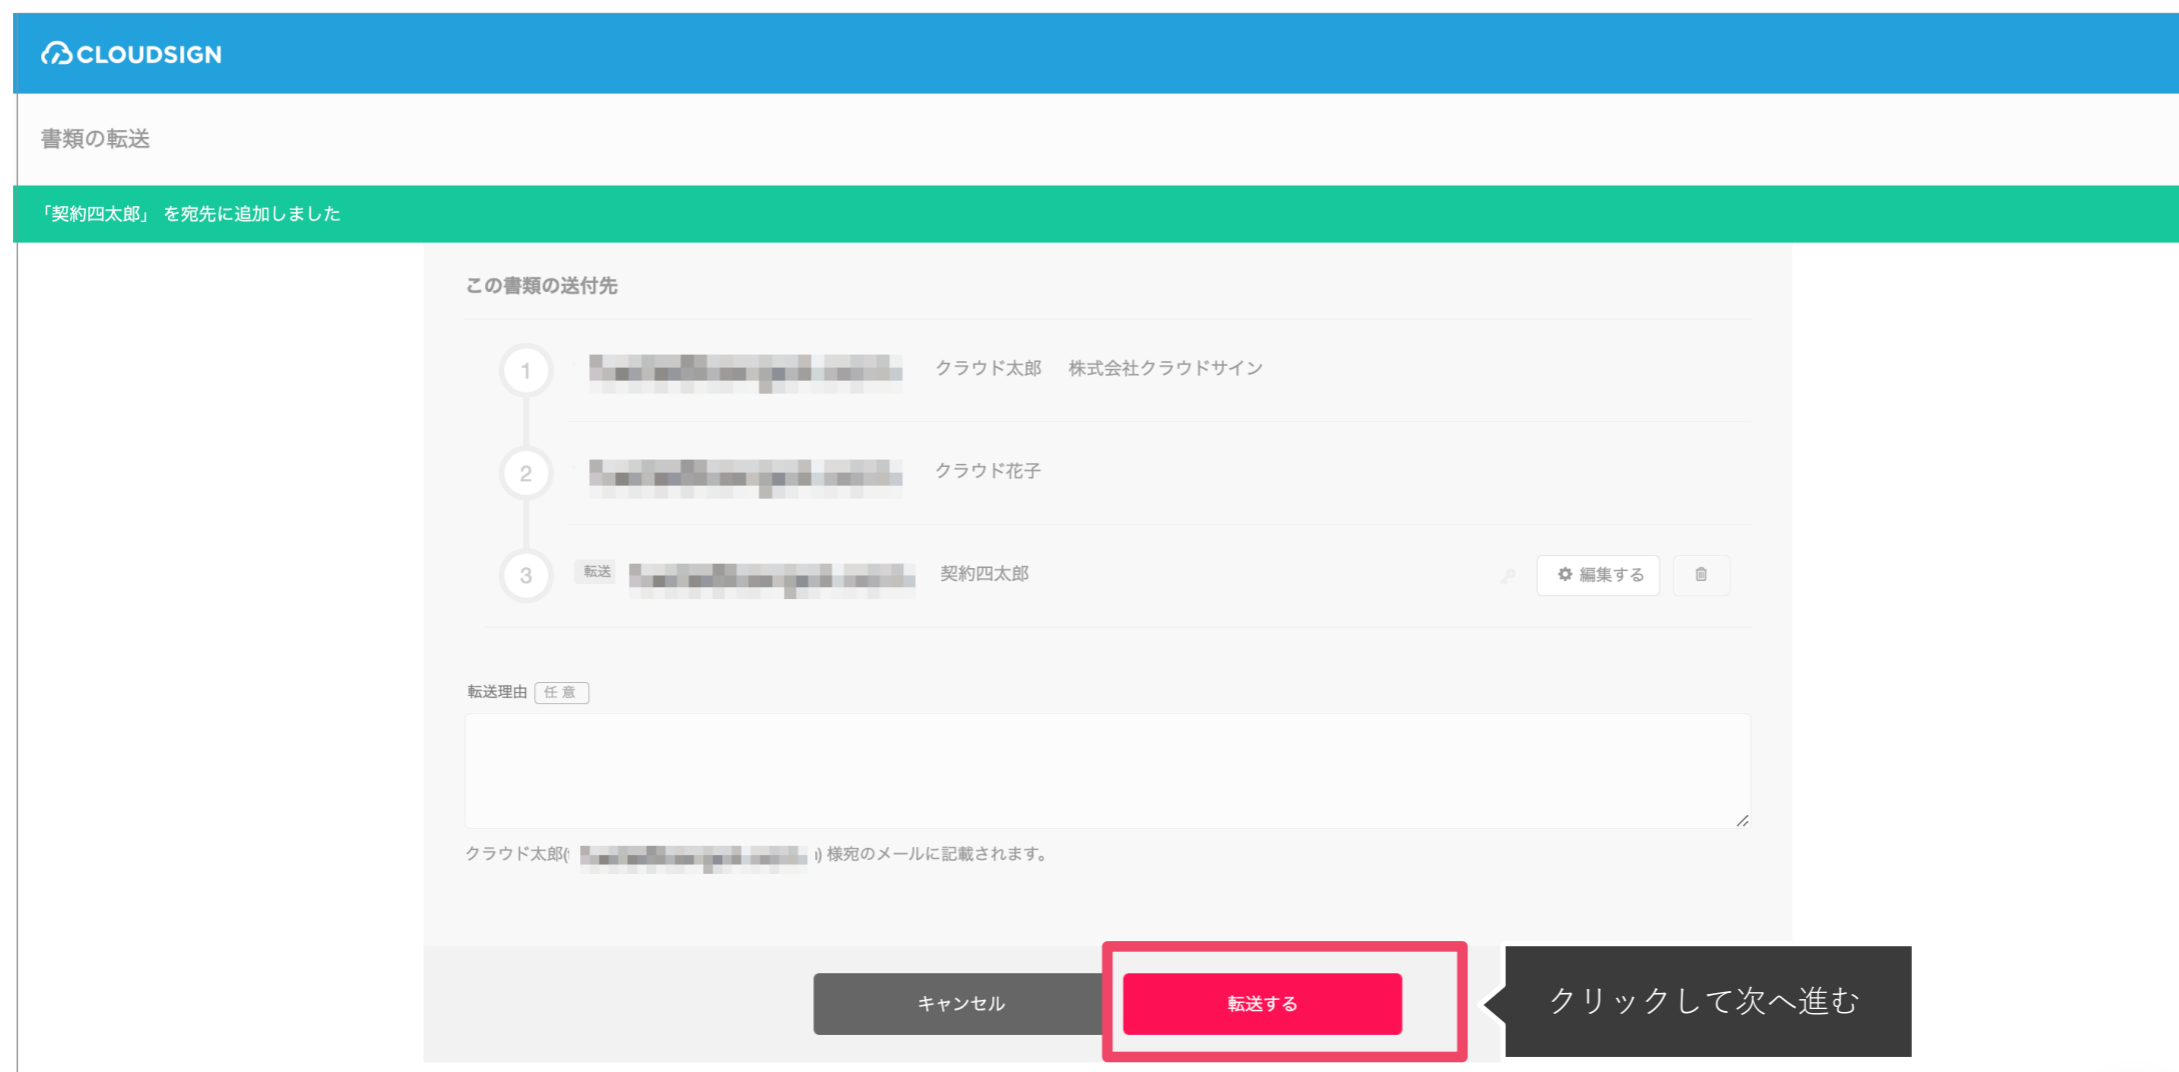 CLOUDSIGN
書類の転送
「契約四太郎」 を宛先に追加しました
この書類の送付先
1 クラウド太郎 株式会社クラウドサイン
2 クラウド花子
3 転送 契約四太郎 編集する
転送理由 任意
クラウド太郎( ) 様宛のメールに記載されます。
キャンセル 転送する クリックして次へ進む